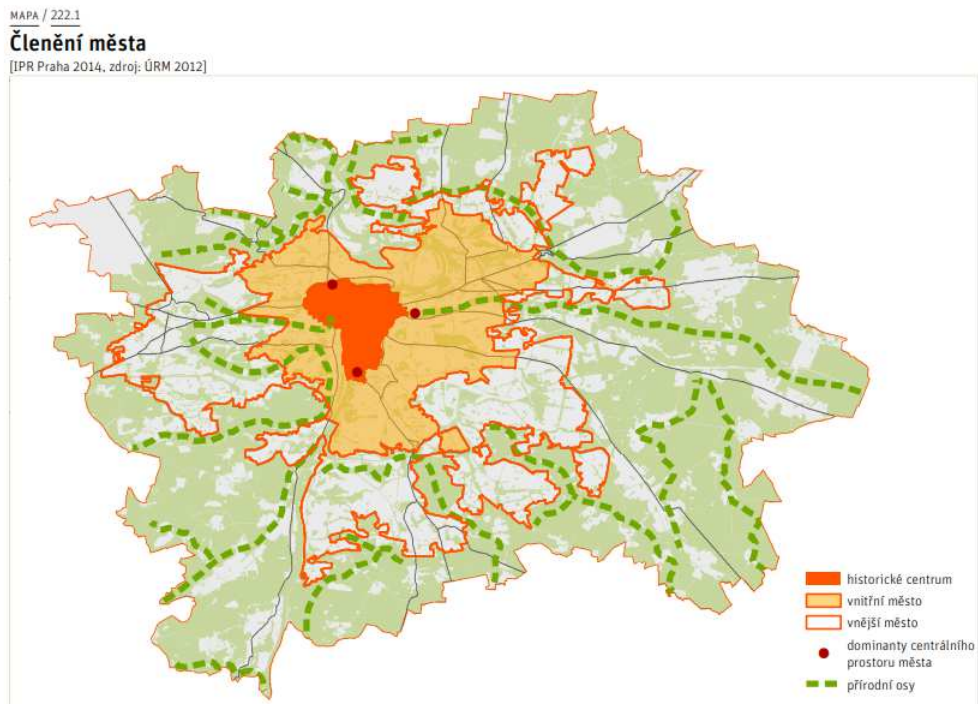 MAPA / 222.1
Členění města
[IPR Praha 2014, zdroj: ÚRM 2012]
historické centrum
vnitřní město
vnější město
dominanty centrálního
prostoru města
přírodní osy